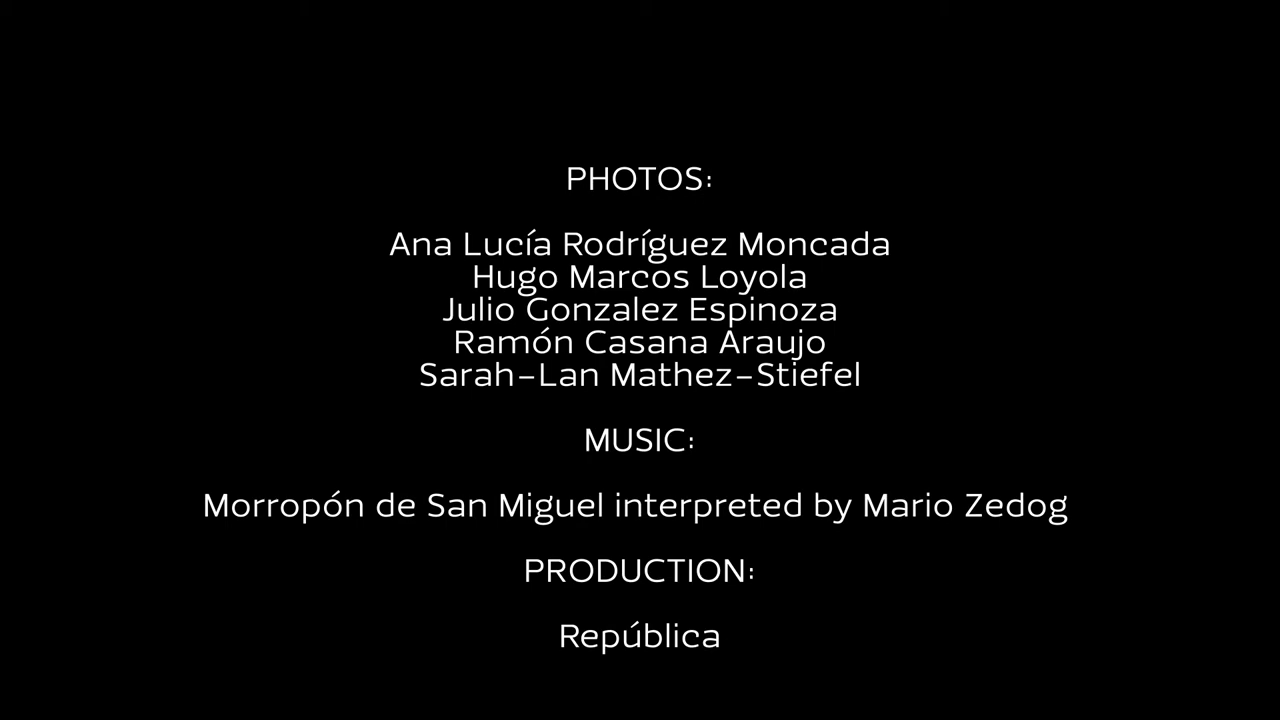 PHOTOS:
Ana Lucía Rodríguez Moncada
Hugo Marcos Loyola
Julio Gonzalez Espinoza
Ramón Casana Araujo
Sarah-Lan Mathez-Stiefel
MUSIC:
Morropón de San Miguel interpreted by Mario Zedog
PRODUCTION:
República